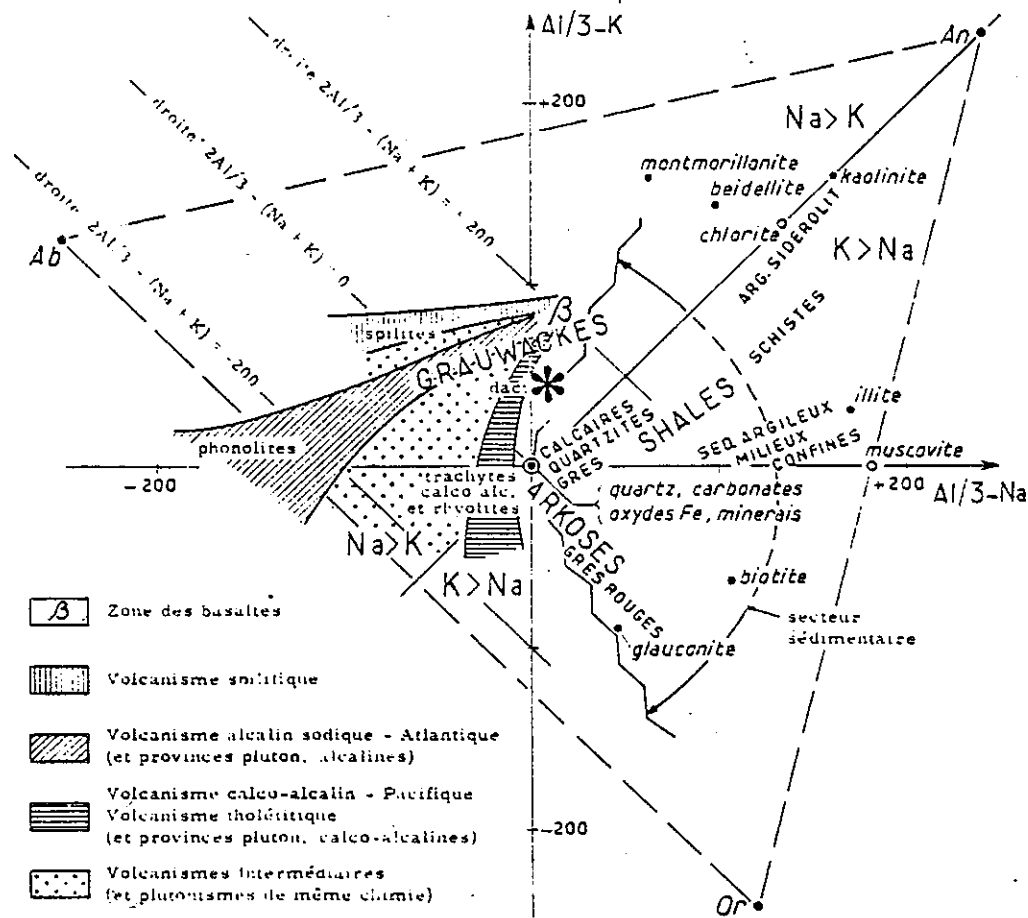 Al/3-K
An
+200
droite 2Al/3 - (Na + K) = + 200
Na>K
droite: 2Al/3 - (Na + K) = 0
montmorillonite
beidellite
kaolinite
droite 2Al/3 - (Na + K) = -200
chlorite
ARG. SIDEROLIT
K>Na
Ab
SCHISTES
β
spilites
GRAUWACKES
dac.
SHALES
illite
CALCAIRES
QUARTZITES
GRES
SEQ ARGILEUX
MILIEUX
CONFINES
phonolites
muscovite
-200
+200
Al/3-Na
trachytes
calco alc.
et rhyolites
quartz, carbonates
oxydes Fe, minerais
ARKOSES
GRES ROUGES
Na>K
K>Na
biotite
secteur
sédimentaire
glauconite
β Zone des basaltes
Volcanisme spilitique
Volcanisme alcalin sodique - Atlantique
(et provinces pluton, alcalines)
Volcanisme calco-alcalin - Pacifique
Volcanisme tholéitique
(et provinces pluton, calco-alcalines)
-200
Volcanismes Intermédiaires
(et plutonismes de même chimie)
Or